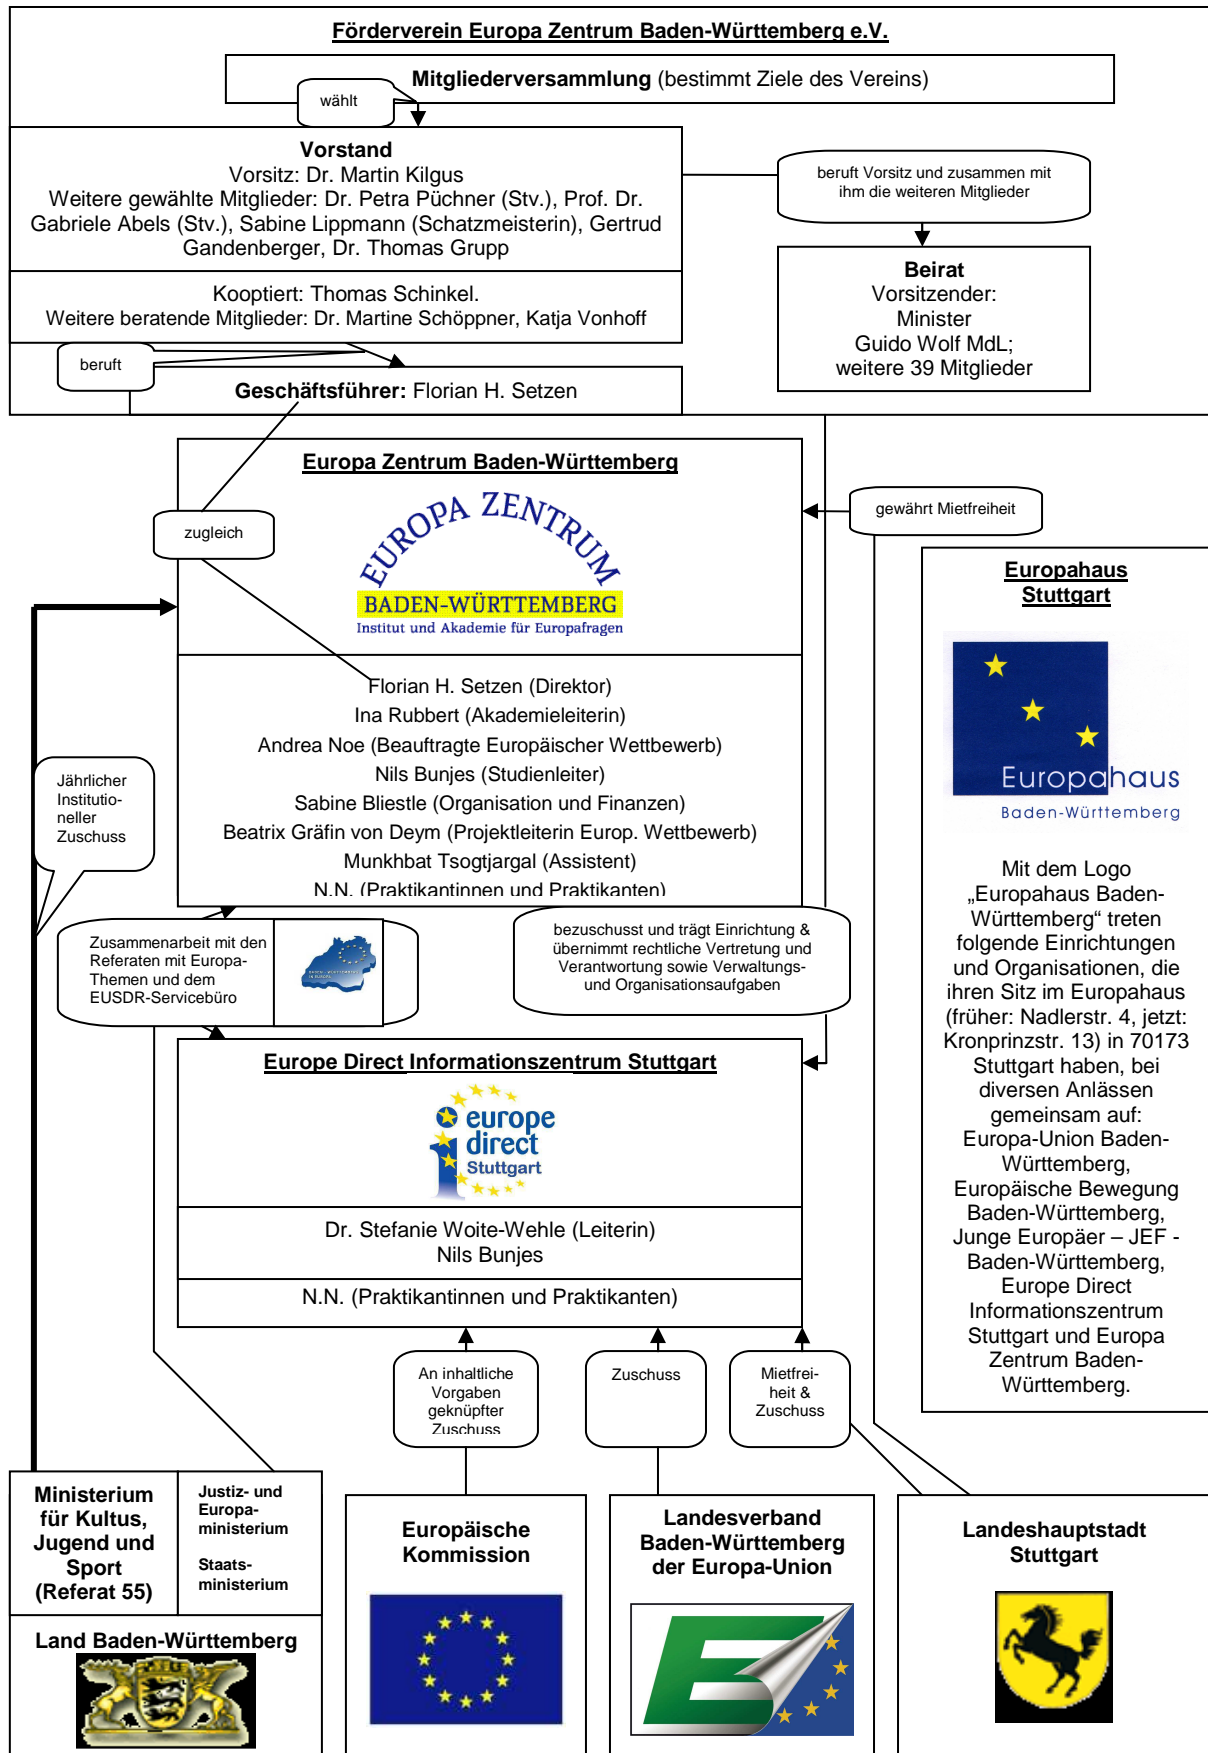 Förderverein Europa Zentrum Baden-Württemberg e.V.
Mitgliederversammlung (bestimmt Ziele des Vereins)
wählt
Vorstand
Vorsitz: Dr. Martin Kilgus
Weitere gewählte Mitglieder: Dr. Petra Püchner (Stv.), Prof. Dr.
Gabriele Abels (Stv.), Sabine Lippmann (Schatzmeisterin), Gertrud
Gandenberger, Dr. Thomas Grupp
Kooptiert: Thomas Schinkel.
Weitere beratende Mitglieder: Dr. Martine Schöppner, Katja Vonhoff
beruft Vorsitz und zusammen mit
ihm die weiteren Mitglieder
Beirat
Vorsitzender:
Minister
Guido Wolf MdL;
weitere 39 Mitglieder
beruft
Geschäftsführer: Florian H. Setzen
Europa Zentrum Baden-Württemberg
EUROPA ZENTRUM
BADEN-WÜRTTEMBERG
Institut und Akademie für Europafragen
zugleich
gewährt Mietfreiheit
Florian H. Setzen (Direktor)
Ina Rubbert (Akademieleiterin)
Andrea Noe (Beauftragte Europäischer Wettbewerb)
Nils Bunjes (Studienleiter)
Sabine Bliestle (Organisation und Finanzen)
Beatrix Gräfin von Deym (Projektleiterin Europ. Wettbewerb)
Munkhbat Tsogtjargal (Assistent)
N.N. (Praktikantinnen und Praktikanten)
Jährlicher
Institutio-
neller
Zuschuss
Europahaus
Stuttgart
Europahaus
Baden-Württemberg
Mit dem Logo
„Europahaus Baden-
Württemberg“ treten
folgende Einrichtungen
und Organisationen, die
ihren Sitz im Europahaus
(früher: Nadlerstr. 4, jetzt:
Kronprinzstr. 13) in 70173
Stuttgart haben, bei
diversen Anlässen
gemeinsam auf:
Europa-Union Baden-
Württemberg,
Europäische Bewegung
Baden-Württemberg,
Junge Europäer – JEF -
Baden-Württemberg,
Europe Direct
Informationszentrum
Stuttgart und Europa
Zentrum Baden-
Württemberg.
Zusammenarbeit mit den
Referaten mit Europa-
Themen und dem
EUSDR-Servicebüro
BADEN-WÜRTTEMBERG
IN EUROPA
bezuschusst und trägt Einrichtung &
übernimmt rechtliche Vertretung und
Verantwortung sowie Verwaltungs-
und Organisationsaufgaben
Europe Direct Informationszentrum Stuttgart
europe
direct
Stuttgart
Dr. Stefanie Woite-Wehle (Leiterin)
Nils Bunjes
N.N. (Praktikantinnen und Praktikanten)
An inhaltliche
Vorgaben
geknüpfter
Zuschuss
Zuschuss
Mietfrei-
heit &
Zuschuss
Ministerium
für Kultus,
Jugend und
Sport
(Referat 55)
Justiz- und
Europa-
ministerium
Staats-
ministerium
Land Baden-Württemberg
Europäische
Kommission
Landesverband
Baden-Württemberg
der Europa-Union
E
Landeshauptstadt
Stuttgart